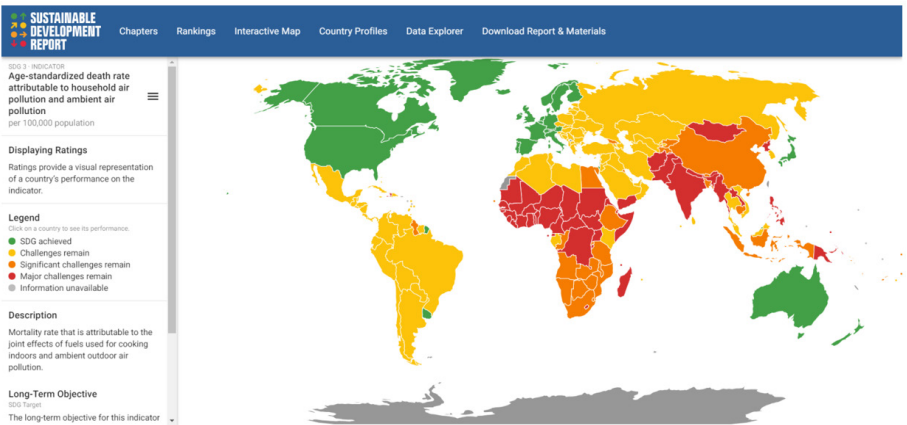 SUSTAINABLE
DEVELOPMENT
REPORT
Chapters
Rankings
Interactive Map
Country Profiles
Data Explorer
Download Report & Materials
SDG 3 · INDICATOR
Age-standardized death rate
attributable to household air
pollution and ambient air
pollution
per 100,000 population
Displaying Ratings
Ratings provide a visual representation
of a country's performance on the
indicator.
Legend
Click on a country to see its performance.
SDG achieved
Challenges remain
Significant challenges remain
Major challenges remain
Information unavailable
Description
Mortality rate that is attributable to the
joint effects of fuels used for cooking
indoors and ambient outdoor air
pollution.
Long-Term Objective
SDG Target
The long-term objective for this indicator